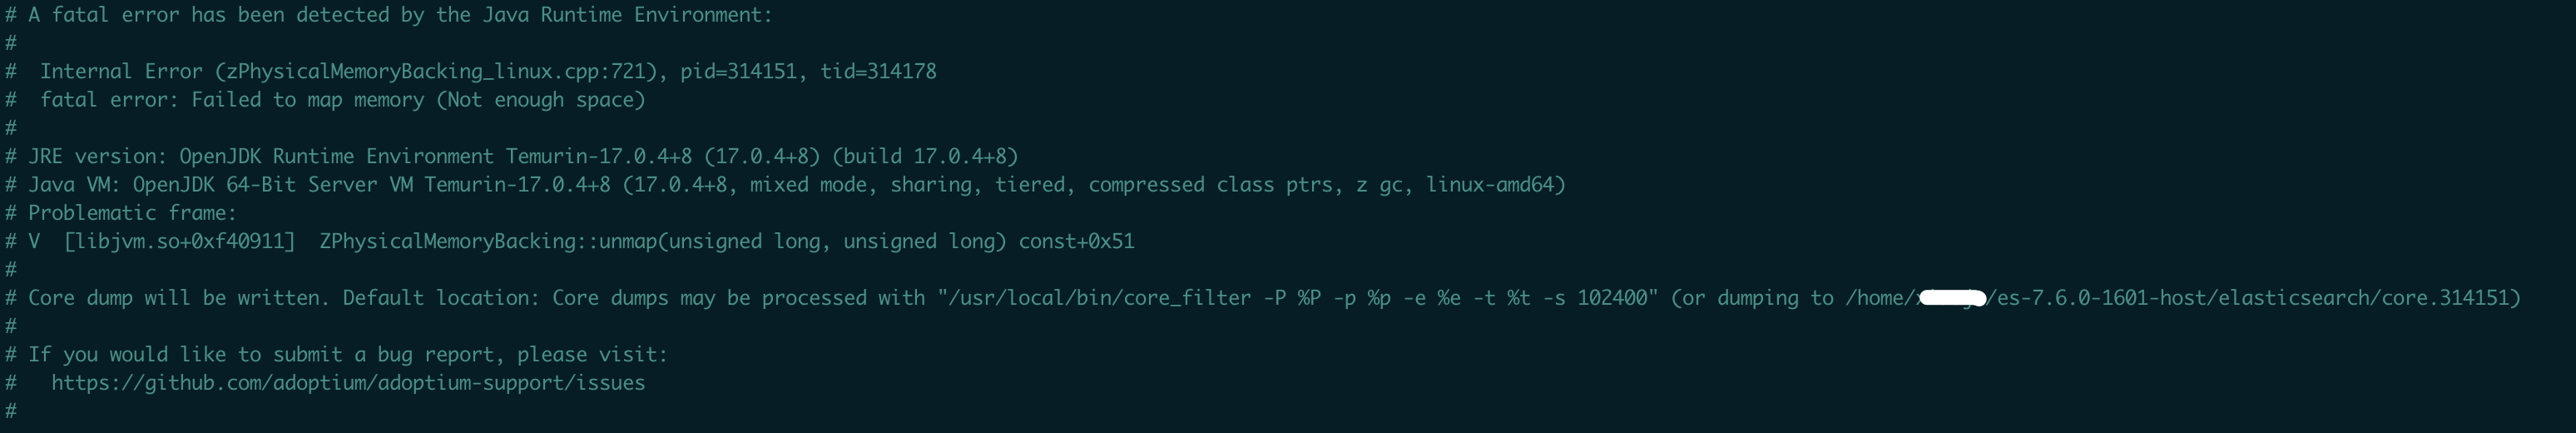 # A fatal error has been detected by the Java Runtime Environment:
#
#  Internal Error (zPhysicalMemoryBacking_linux.cpp:721), pid=314151, tid=314178
#  fatal error: Failed to map memory (Not enough space)
#
# JRE version: OpenJDK Runtime Environment Temurin-17.0.4+8 (17.0.4+8) (build 17.0.4+8)
# Java VM: OpenJDK 64-Bit Server VM Temurin-17.0.4+8 (17.0.4+8, mixed mode, sharing, tiered, compressed class ptrs, z gc, linux-amd64)
# Problematic frame:
# V  [libjvm.so+0xf40911]  ZPhysicalMemoryBacking::unmap(unsigned long, unsigned long) const+0x51
#
# Core dump will be written. Default location: Core dumps may be processed with "/usr/local/bin/core_filter -P %P -p %p -e %e -t %t -s 102400" (or dumping to /home/ /es-7.6.0-1601-host/elasticsearch/core.314151)
#
# If you would like to submit a bug report, please visit:
#   https://github.com/adoptium/adoptium-support/issues
#